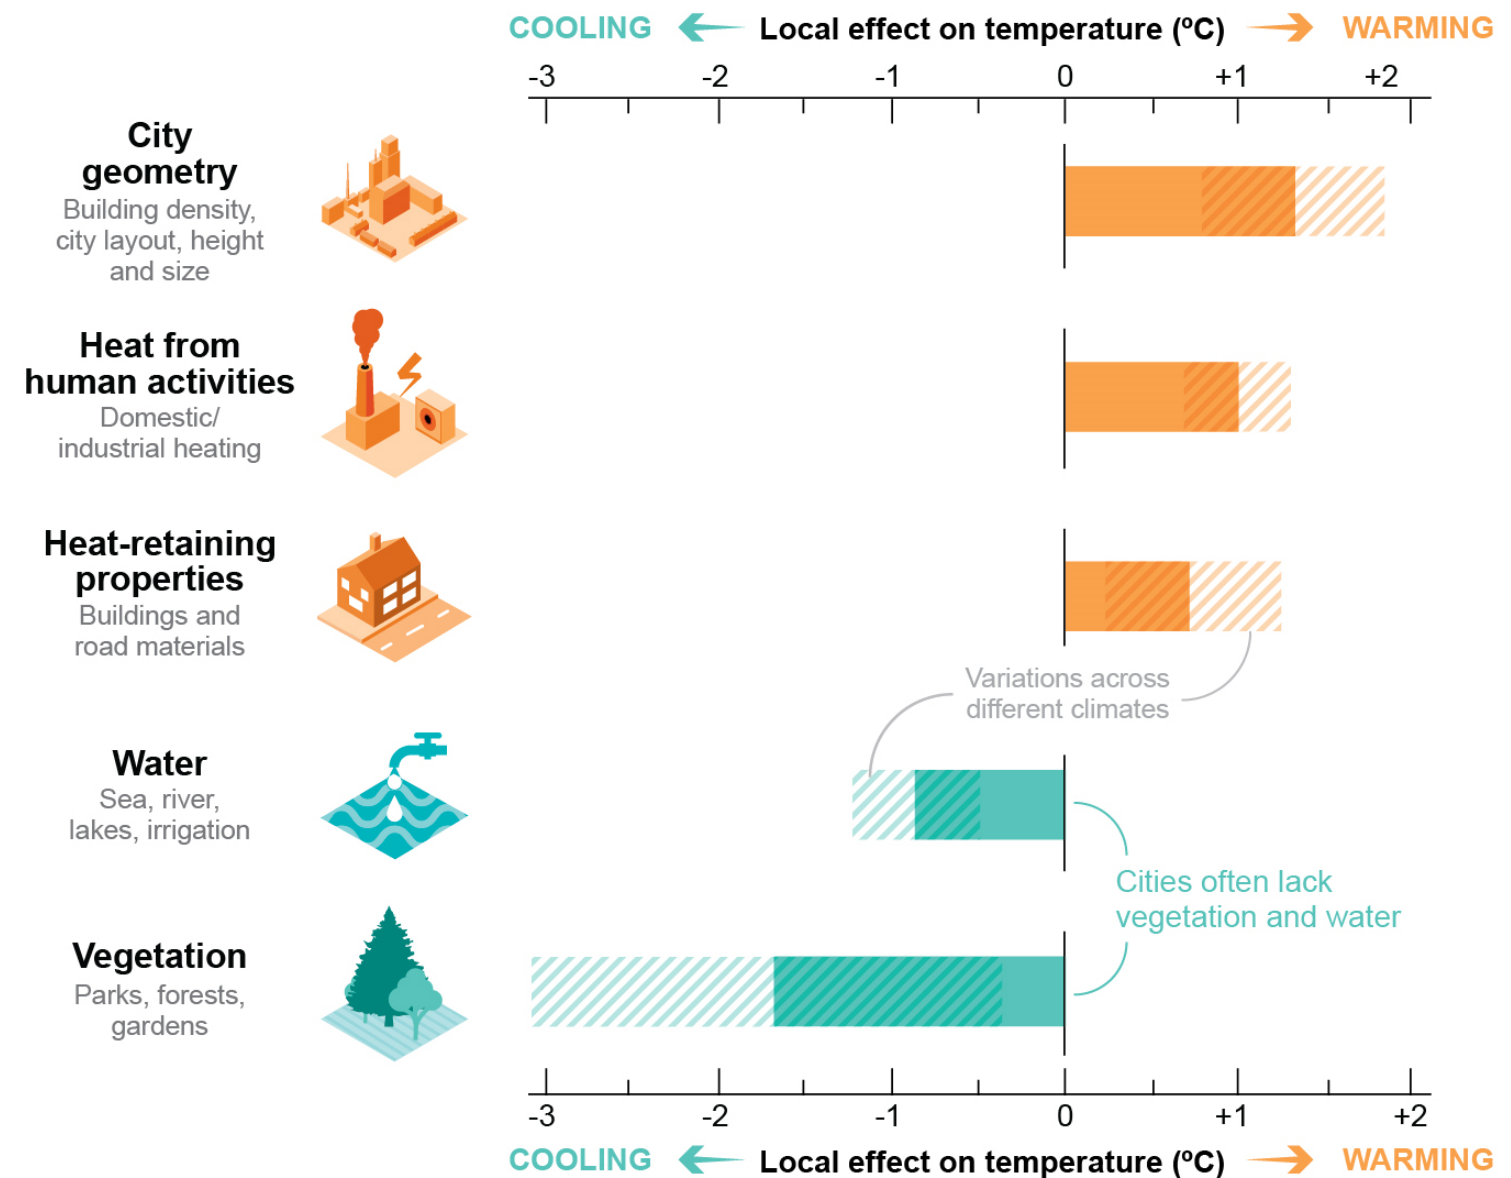 COOLING Local effect on temperature (ºC) WARMING
-3 -2 -1 0 +1 +2
City
geometry
Building density,
city layout, height
and size
Heat from
human activities
Domestic/
industrial heating
Heat-retaining
properties
Buildings and
road materials
Variations across
different climates
Water
Sea, river,
lakes, irrigation
Cities often lack
vegetation and water
Vegetation
Parks, forests,
gardens
-3 -2 -1 0 +1 +2
COOLING Local effect on temperature (ºC) WARMING